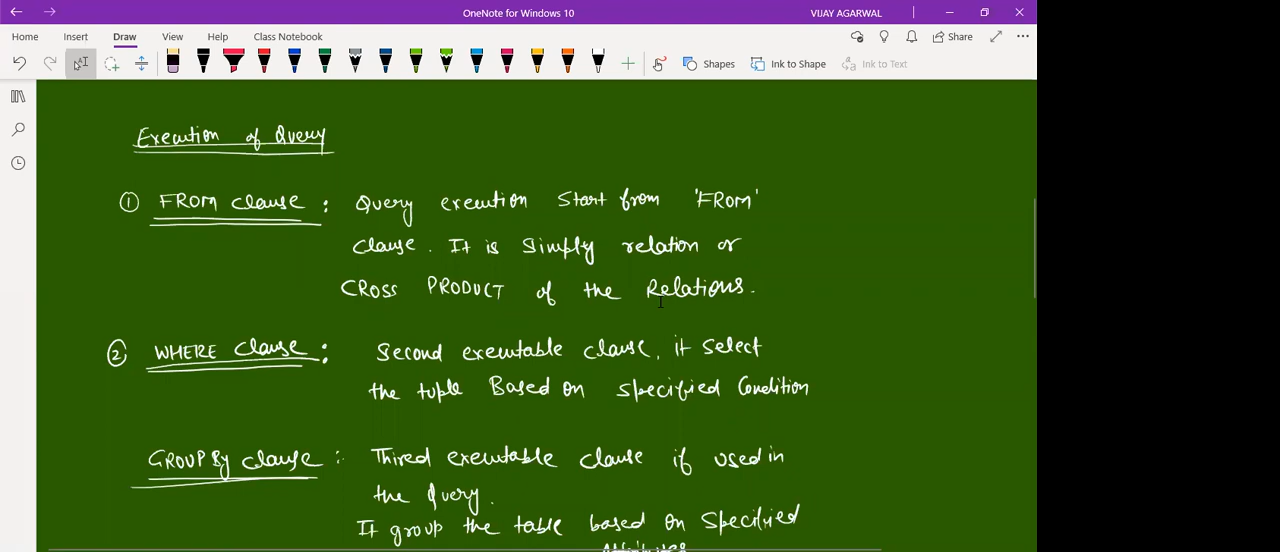 OneNote for Windows 10
VIJAY AGARWAL
Home Insert Draw View Help Class Notebook
Share
Shapes Ink to Shape Ink to Text
Execution of Query
① FROM clause : Query execution start from 'FROM'
clause. It is simply relation or
CROSS PRODUCT of the Relations.
② WHERE clause : Second executable clause, it select
the tuple Based on specified Condition
GROUP By clause :- Thired executable clause if used in
the Query.
It group the table based on specified
Attributes